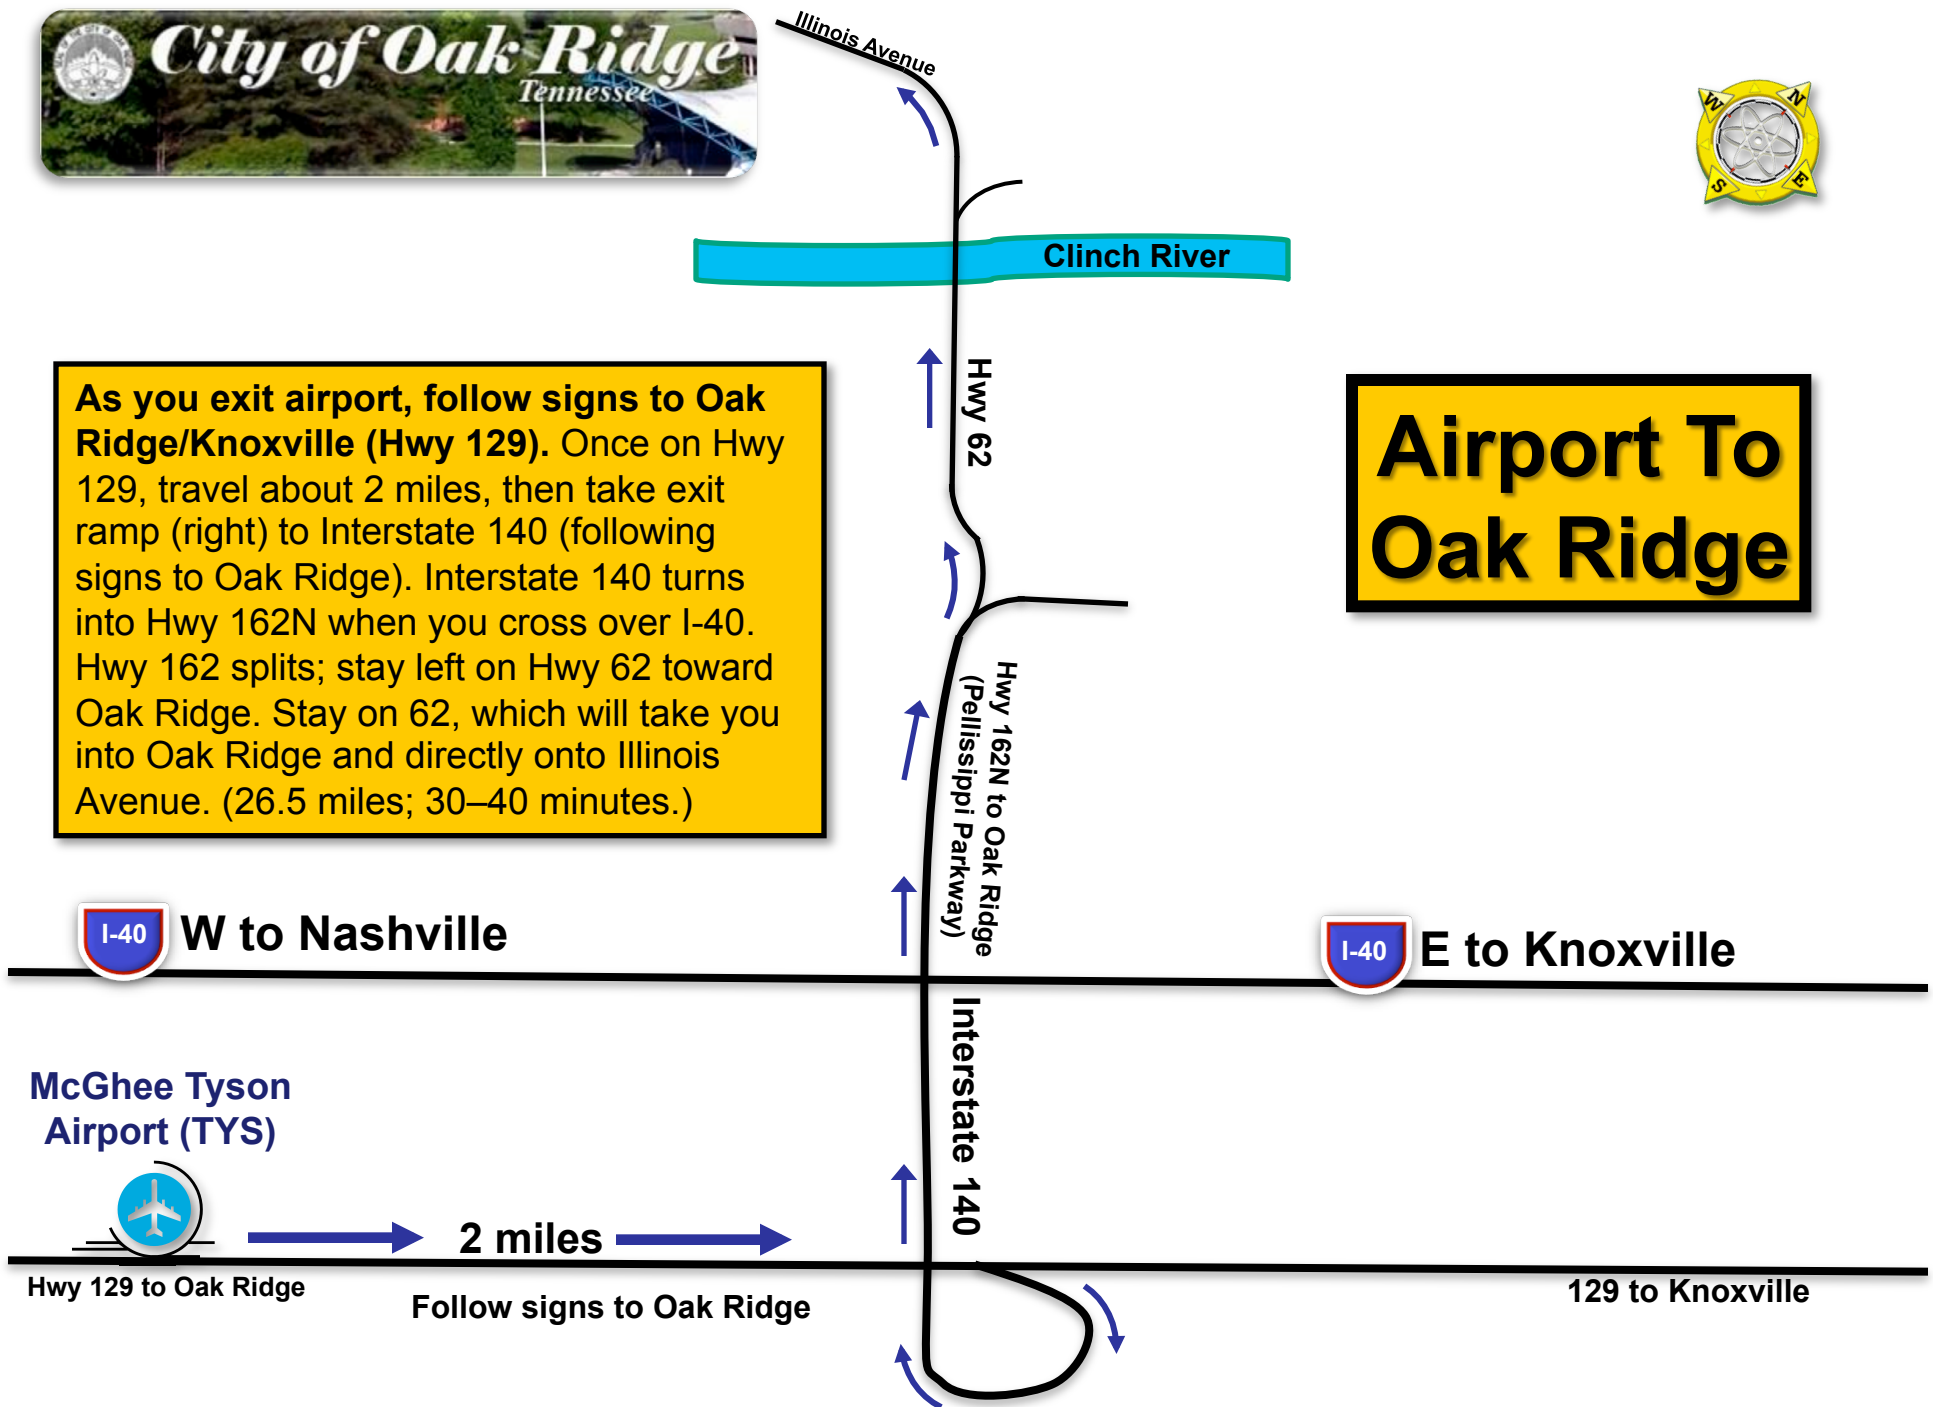 City of Oak Ridge
Tennessee
Illinois Avenue
W
N
S
E
Clinch River
As you exit airport, follow signs to Oak
Ridge/Knoxville (Hwy 129). Once on Hwy
129, travel about 2 miles, then take exit
ramp (right) to Interstate 140 (following
signs to Oak Ridge). Interstate 140 turns
into Hwy 162N when you cross over I-40.
Hwy 162 splits; stay left on Hwy 62 toward
Oak Ridge. Stay on 62, which will take you
into Oak Ridge and directly onto Illinois
Avenue. (26.5 miles; 30–40 minutes.)
Hwy 62
Airport To
Oak Ridge
Hwy 162N to Oak Ridge
(Pellissippi Parkway)
I-40
W to Nashville
I-40
E to Knoxville
Interstate 140
McGhee Tyson
Airport (TYS)
2 miles
Hwy 129 to Oak Ridge
Follow signs to Oak Ridge
129 to Knoxville